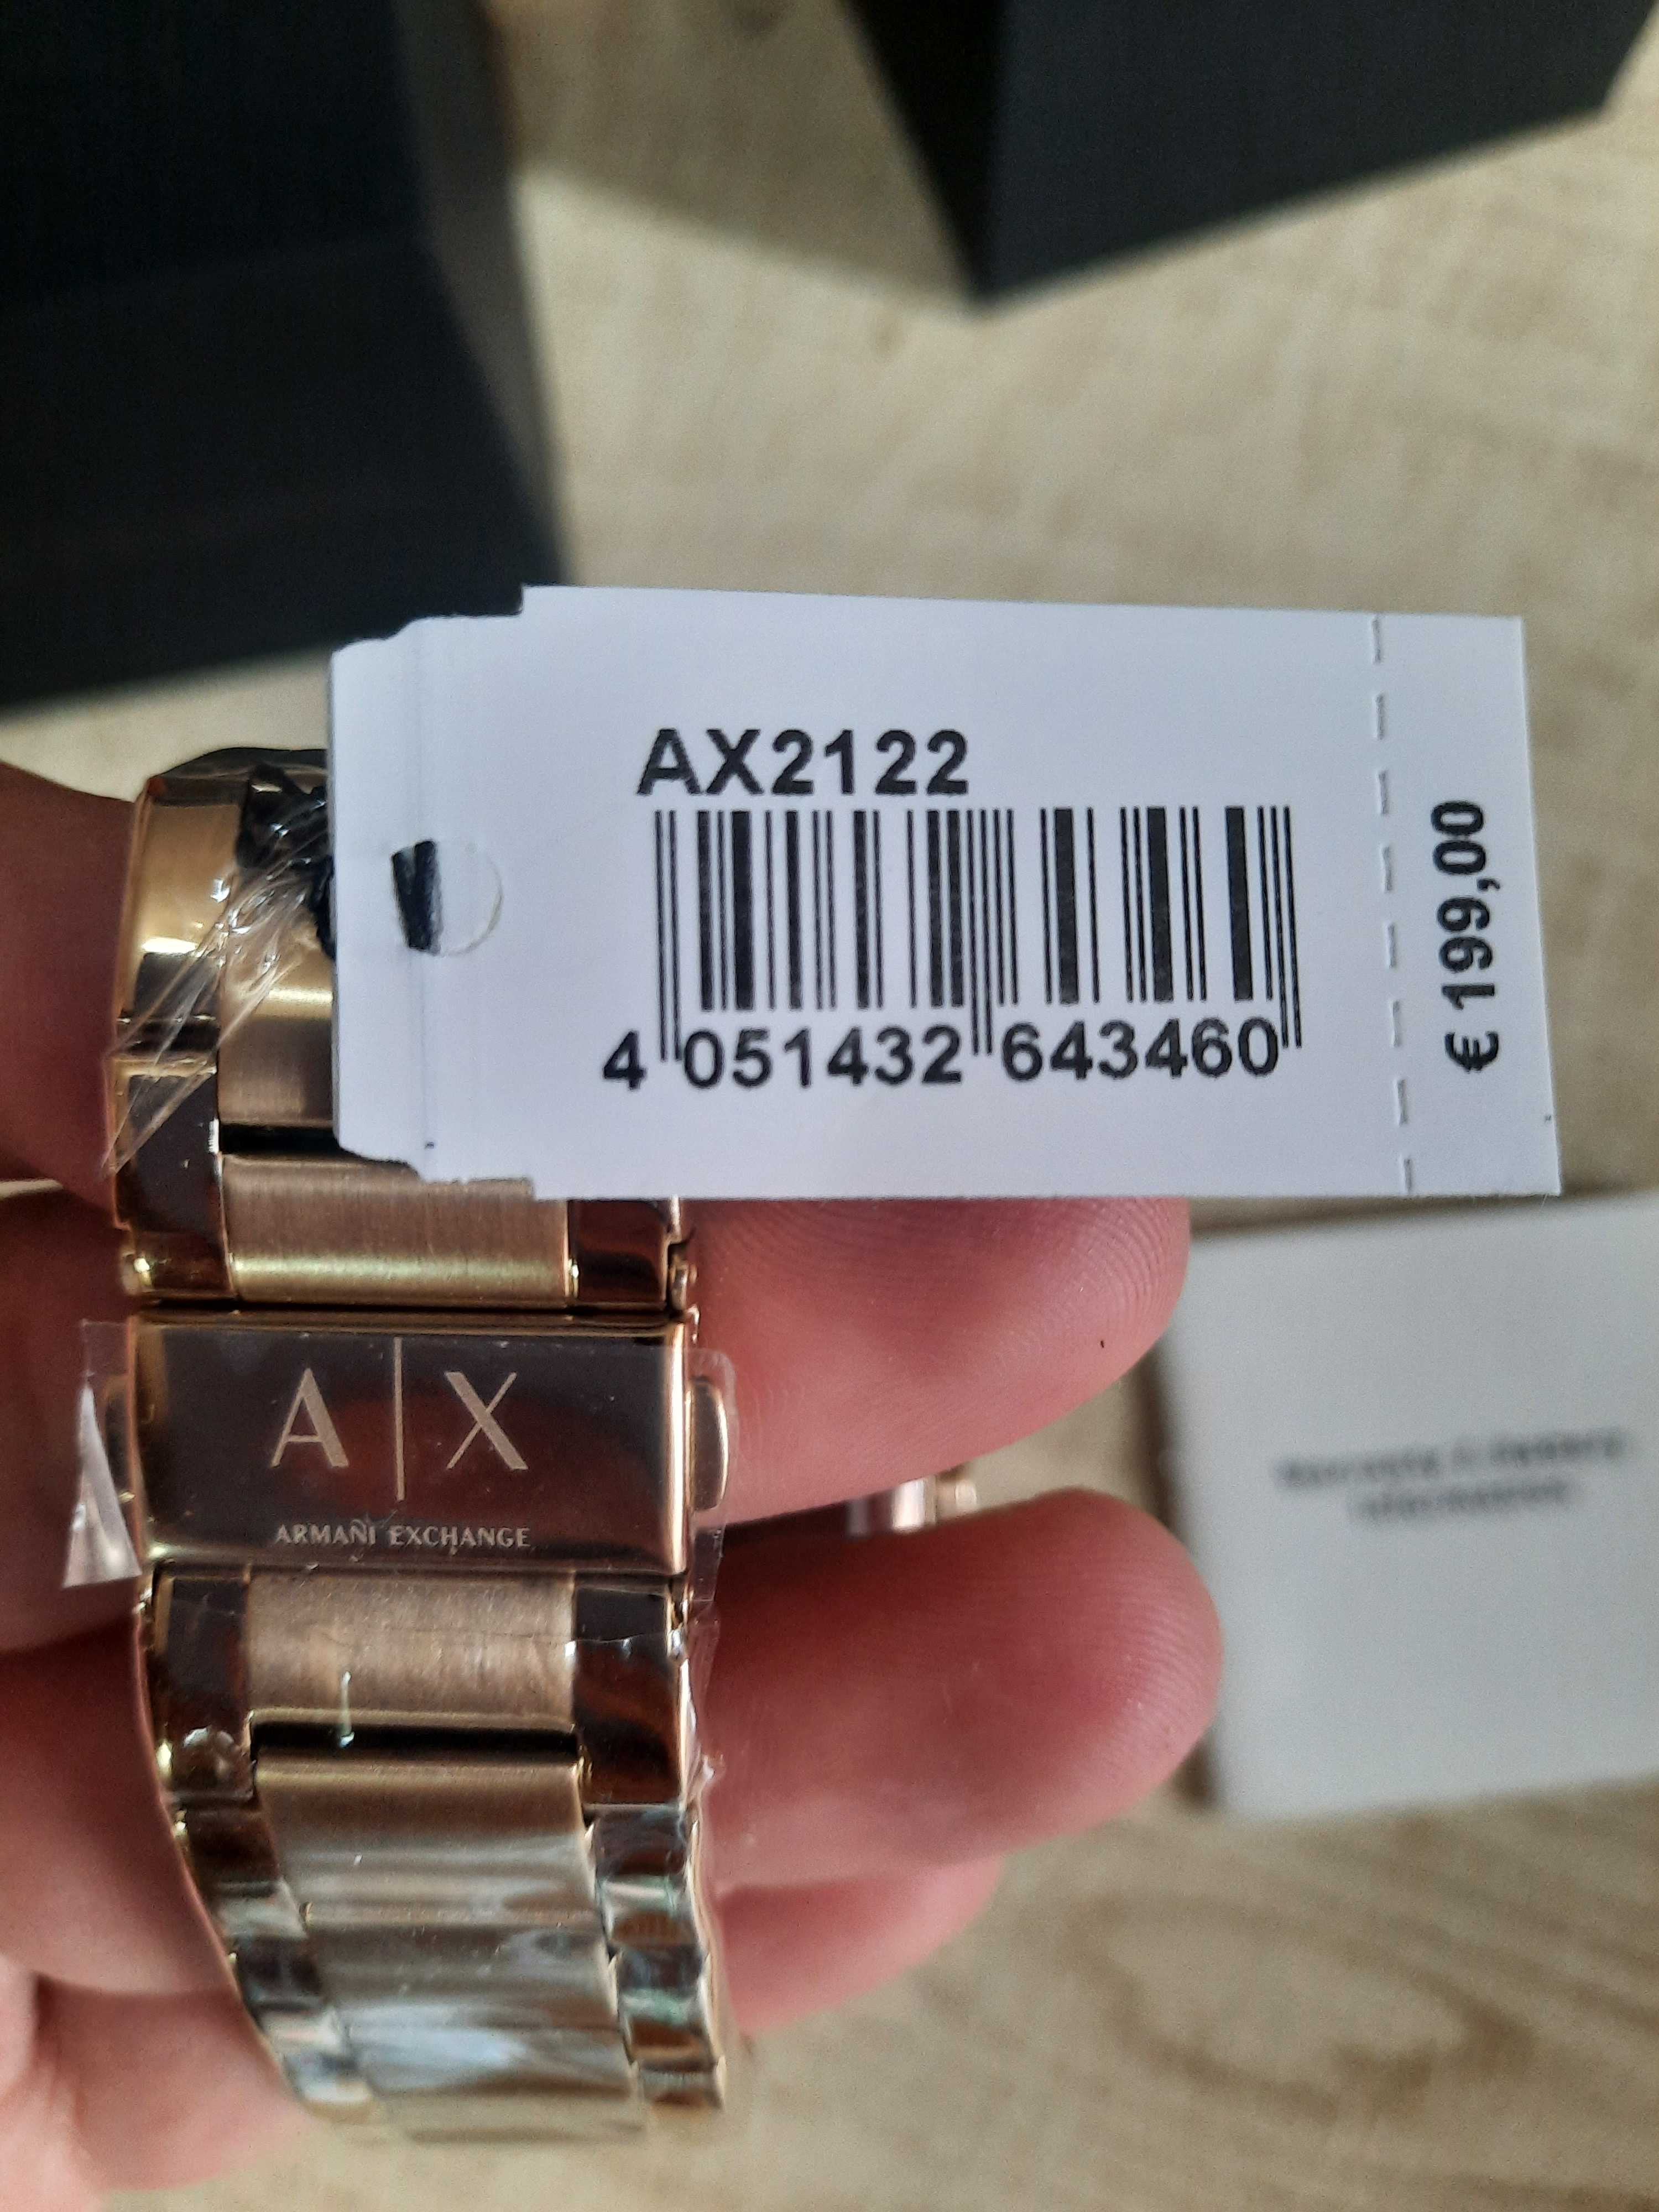 AX2122
4 051432 643460
€ 199,00
A|X
ARMANI EXCHANGE